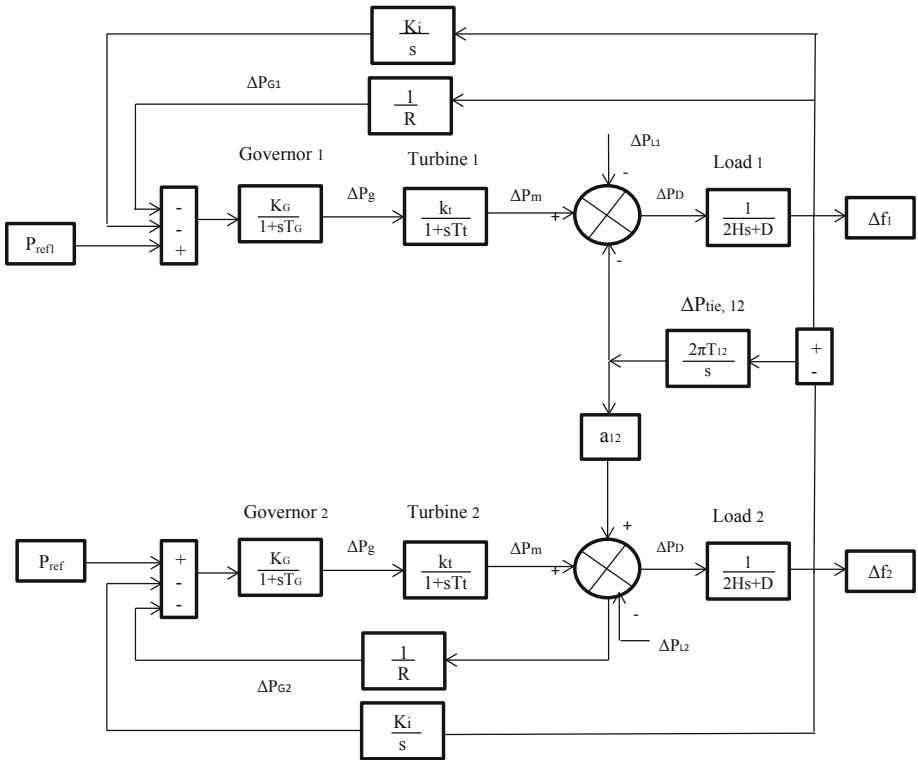 Ki
s
ΔPG1
1
R
Governor 1
Turbine 1
ΔPL1
Load 1
-
-
-
+
Pref1
KG
1+sTG
ΔPg
kt
1+sTt
ΔPm
+
-
ΔPD
1
2Hs+D
Δf1
ΔPtie, 12
2πT12
s
+
-
a12
Governor 2
Turbine 2
Load 2
Pref
+
-
-
KG
1+sTG
ΔPg
kt
1+sTt
ΔPm
+
+
ΔPD
1
2Hs+D
Δf2
-
ΔPL2
1
R
ΔPG2
Ki
s